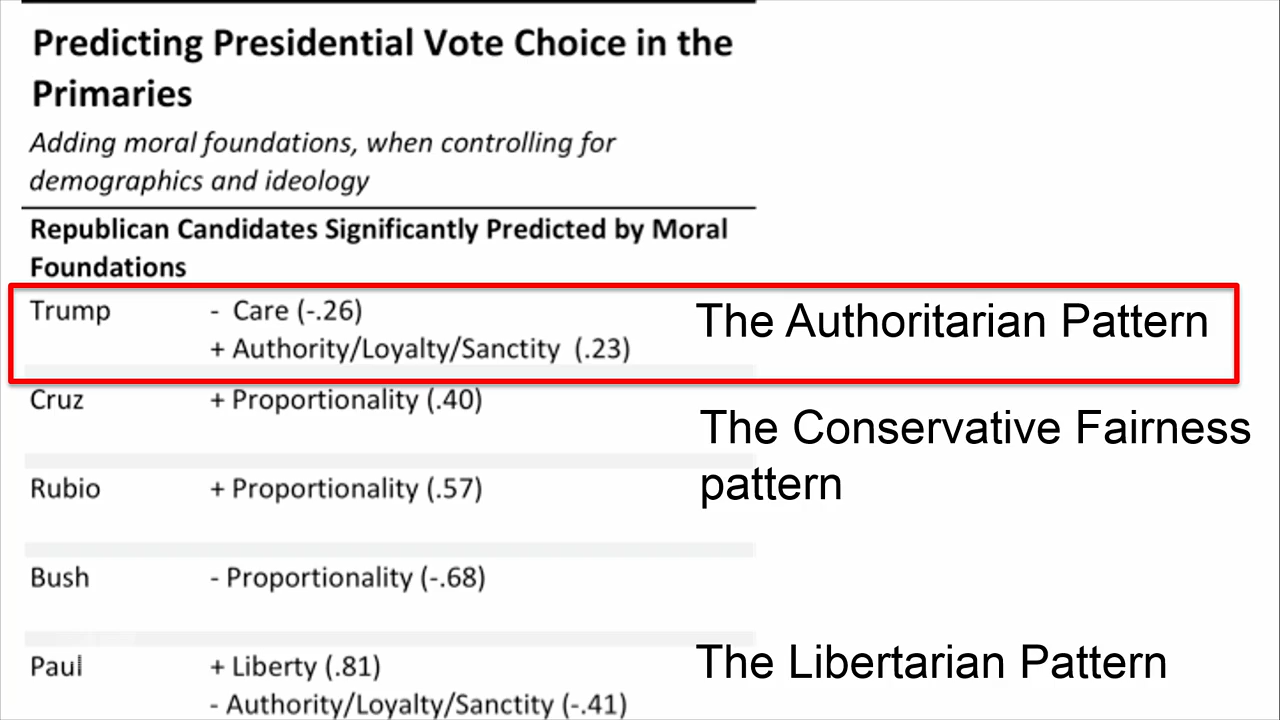 Predicting Presidential Vote Choice in the
Primaries
Adding moral foundations, when controlling for
demographics and ideology
Republican Candidates Significantly Predicted by Moral
Foundations
Trump - Care (-.26) The Authoritarian Pattern
+ Authority/Loyalty/Sanctity (.23)
Cruz + Proportionality (.40) The Conservative Fairness
pattern
Rubio + Proportionality (.57)
Bush - Proportionality (-.68)
Paul + Liberty (.81) The Libertarian Pattern
- Authority/Loyalty/Sanctity (-.41)